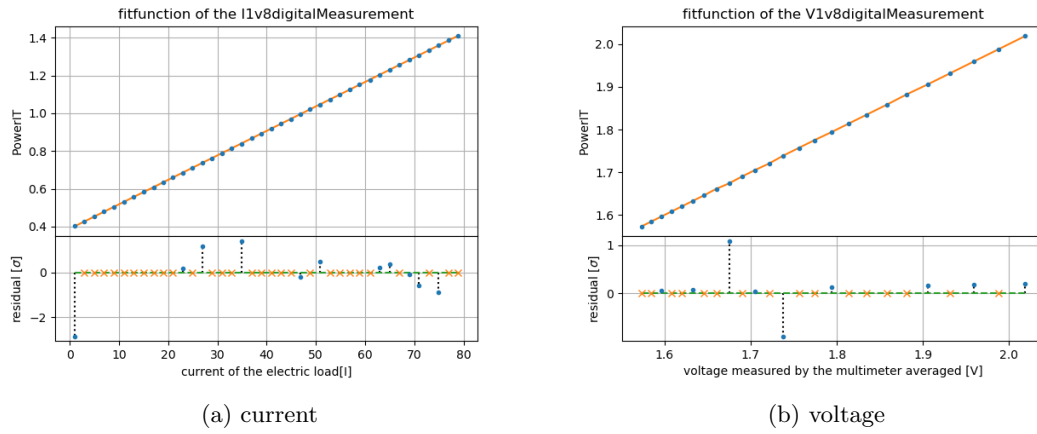 fitfunction of the I1v8digitalMeasurement
PowerIT
1.4
1.2
1.0
0.8
0.6
0.4
residual [σ]
0
−2
0 10 20 30 40 50 60 70 80
current of the electric load[I]
(a) current
fitfunction of the V1v8digitalMeasurement
PowerIT
2.0
1.9
1.8
1.7
1.6
residual [σ]
1
0
1.6 1.7 1.8 1.9 2.0
voltage measured by the multimeter averaged [V]
(b) voltage